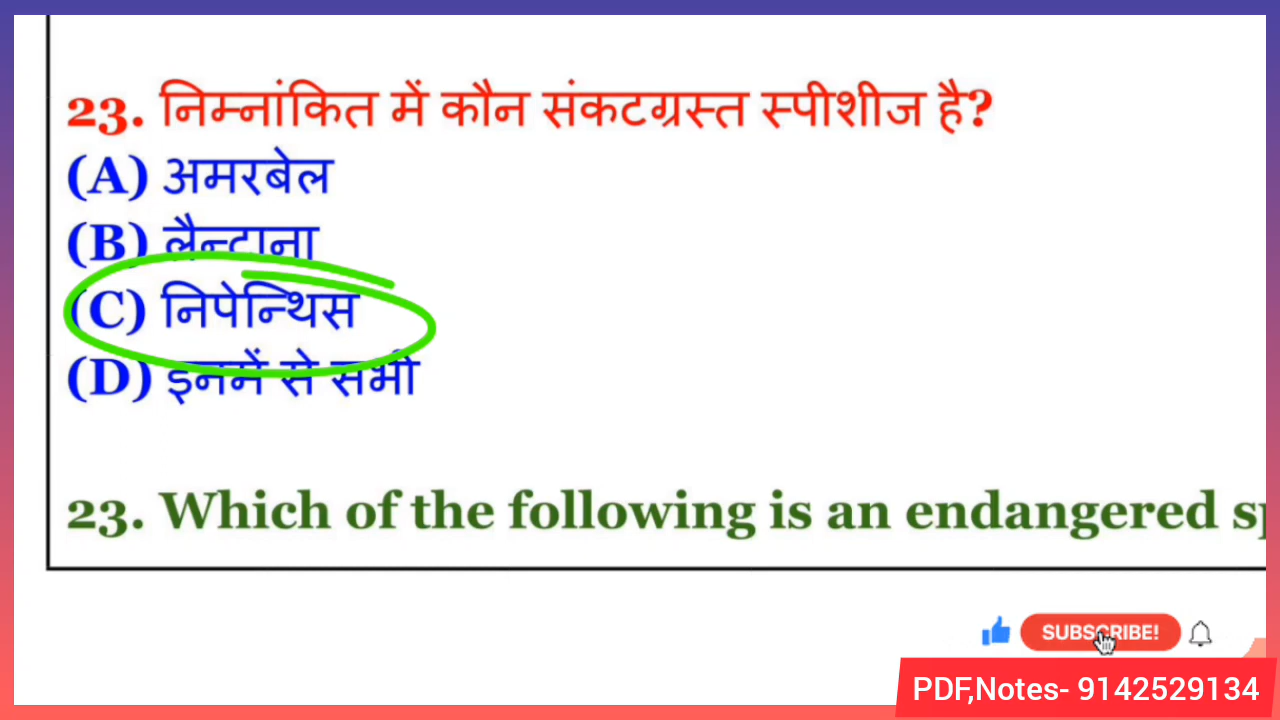 23. निम्नांकित में कौन संकटग्रस्त स्पीशीज है?
(A) अमरबेल
(B) लैन्टाना
(C) निपेन्थिस
(D) इनमें से सभी
23. Which of the following is an endangered
SUBSCRIBE!
PDF,Notes- 9142529134